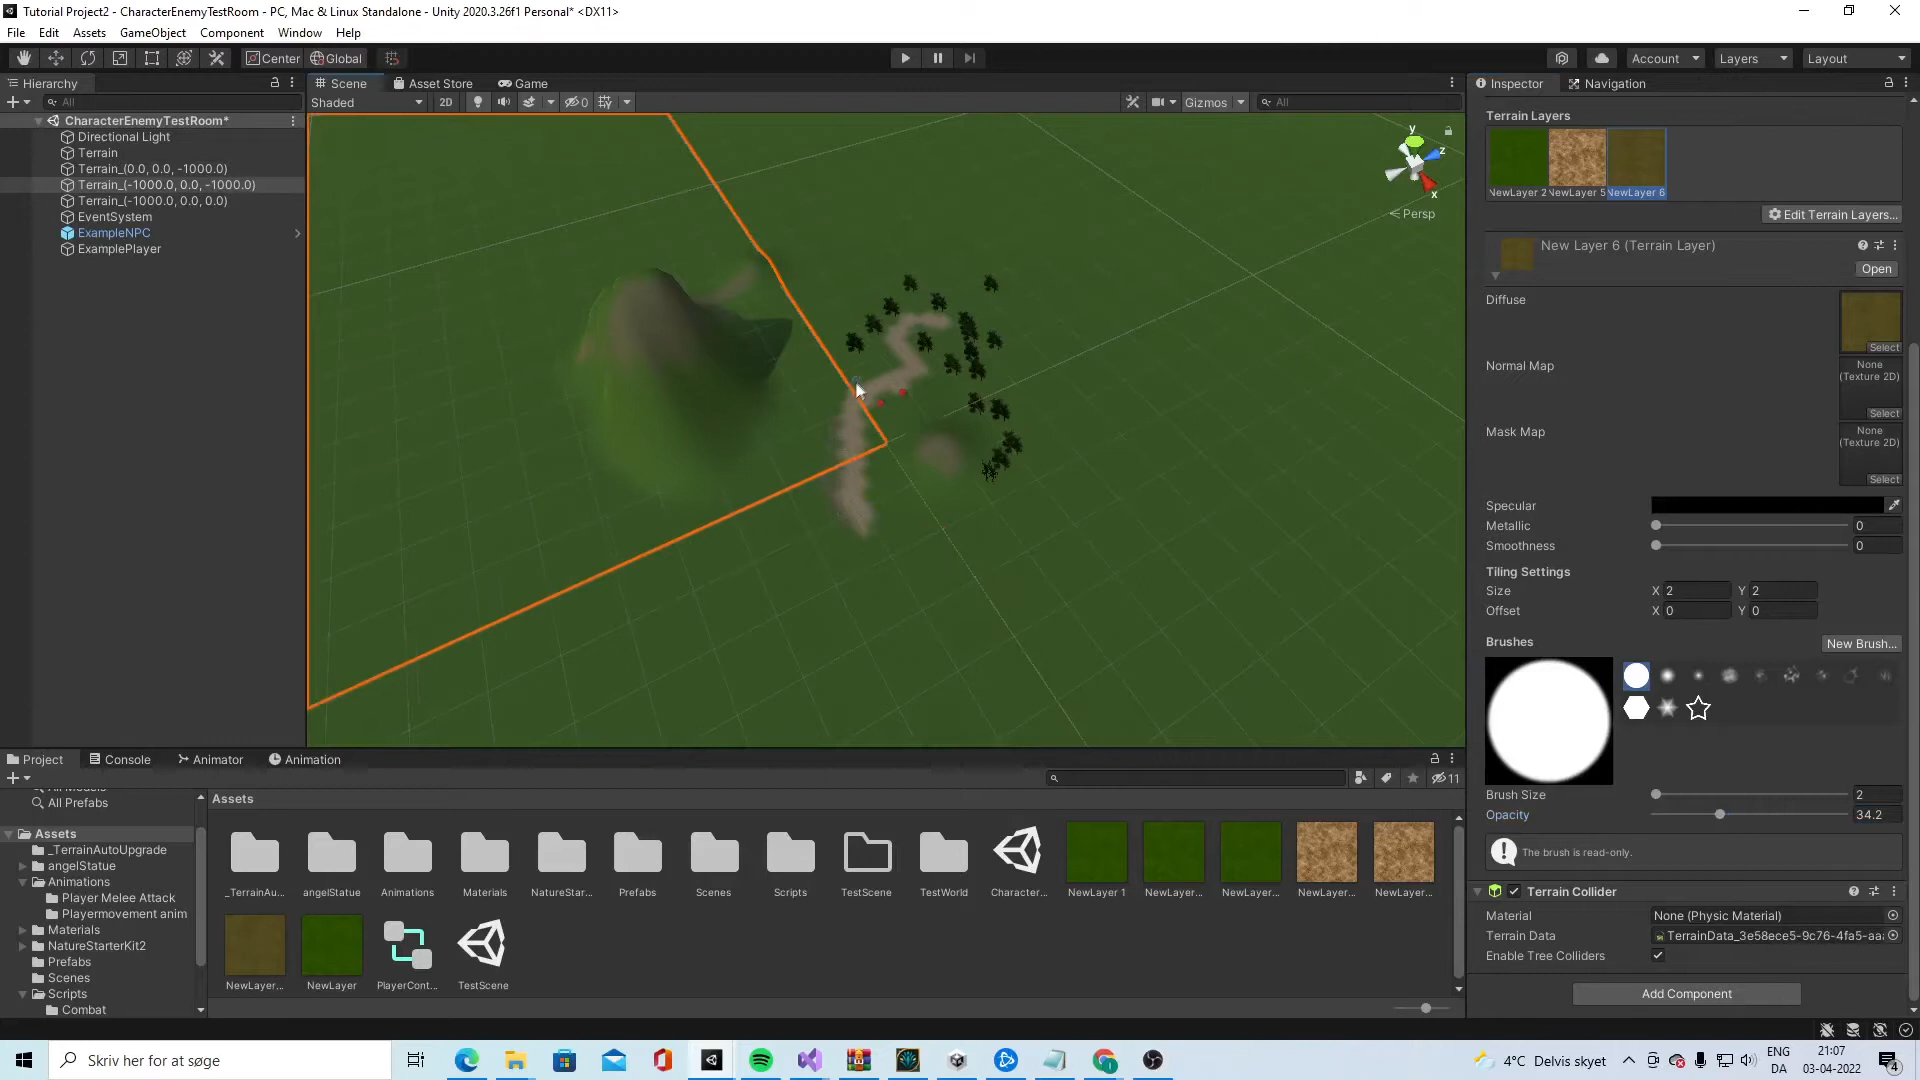 Tutorial Project2 - CharacterEnemyTestRoom - PC, Mac & Linux Standalone - Unity 2020.3.26f1 Personal* <DX11>
File Edit Assets GameObject Component Window Help
Center Global Account Layers Layout
Hierarchy
All
CharacterEnemyTestRoom*
Directional Light
Terrain
Terrain_(0.0, 0.0, -1000.0)
Terrain_(-1000.0, 0.0, -1000.0)
Terrain_(-1000.0, 0.0, 0.0)
EventSystem
ExampleNPC
ExamplePlayer
Scene Asset Store Game
Shaded 2D 0 Gizmos All
y
z
x
< Persp
Inspector Navigation
Terrain Layers
NewLayer 2 NewLayer 5 NewLayer 6
Edit Terrain Layers...
New Layer 6 (Terrain Layer)
Open
Diffuse
Select
Normal Map
None
(Texture 2D)
Select
Mask Map
None
(Texture 2D)
Select
Specular
Metallic 0
Smoothness 0
Tiling Settings
Size X 2 Y 2
Offset X 0 Y 0
Brushes
New Brush...
Brush Size 2
Opacity 34.2
The brush is read-only.
Terrain Collider
Material None (Physic Material)
Terrain Data TerrainData_3e58ece5-9c76-4fa5-aa
Enable Tree Colliders
Add Component
Project Console Animator Animation
11
All Prefabs
Assets
_TerrainAutoUpgrade
angelStatue
Animations
Player Melee Attack
Playermovement anim
Materials
NatureStarterKit2
Prefabs
Scenes
Scripts
Combat
Assets
_TerrainAu... angelStatue Animations Materials NatureStar... Prefabs Scenes Scripts TestScene TestWorld Character... NewLayer 1 NewLayer... NewLayer... NewLayer... NewLayer...
NewLayer... NewLayer PlayerCont... TestScene
Skriv her for at søge
4°C Delvis skyet
ENG
DA
21:07
03-04-2022
4